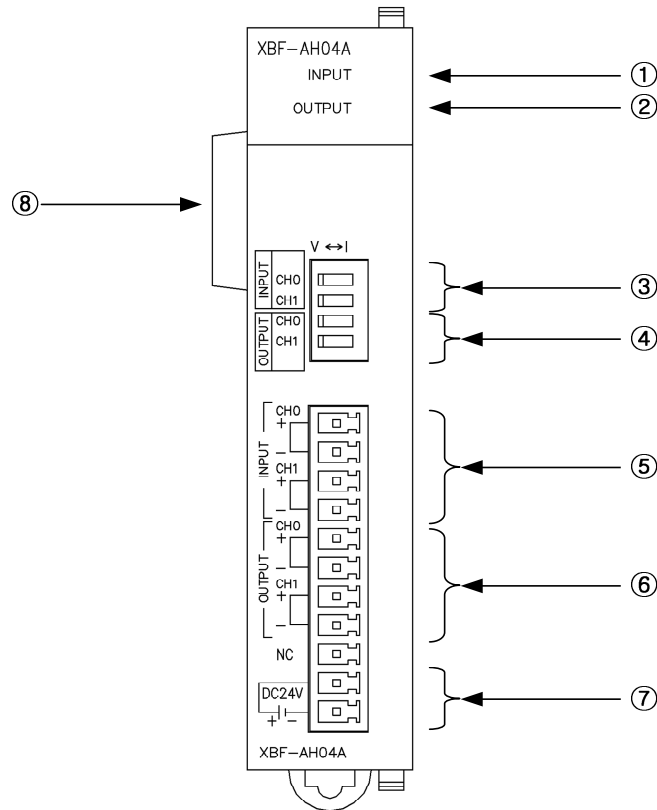 XBF-AH04A
INPUT ①
OUTPUT ②
⑧
V ↔ I
INPUT
CH0
CH1
③
OUTPUT
CH0
CH1
④
INPUT
CH0
+
−
CH1
+
−
⑤
OUTPUT
CH0
+
−
CH1
+
−
⑥
NC
DC24V
+ −
⑦
XBF-AH04A